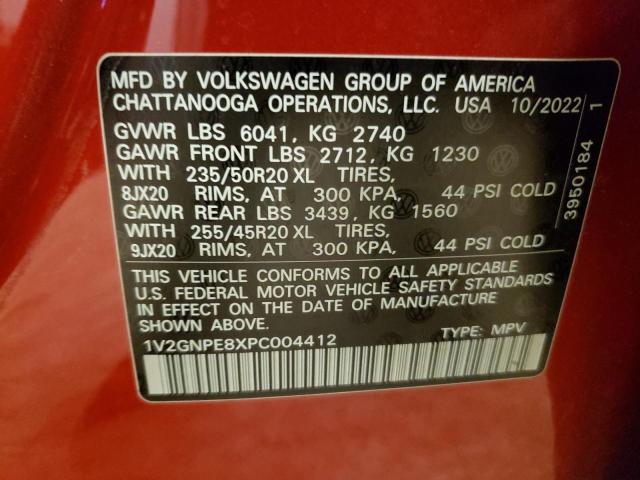 MFD BY VOLKSWAGEN GROUP OF AMERICA
CHATTANOOGA OPERATIONS, LLC. USA 10/2022
GVWR LBS 6041, KG 2740
GAWR FRONT LBS 2712, KG 1230
WITH 235/50R20 XL TIRES,
8JX20 RIMS, AT 300 KPA, 44 PSI COLD
GAWR REAR LBS 3439, KG 1560
WITH 255/45R20 XL TIRES,
9JX20 RIMS, AT 300 KPA, 44 PSI COLD
THIS VEHICLE CONFORMS TO ALL APPLICABLE
U.S. FEDERAL MOTOR VEHICLE SAFETY STANDARDS
IN EFFECT ON THE DATE OF MANUFACTURE
SHOWN ABOVE.
1V2GNPE8XPC004412 TYPE: MPV
3950184 1